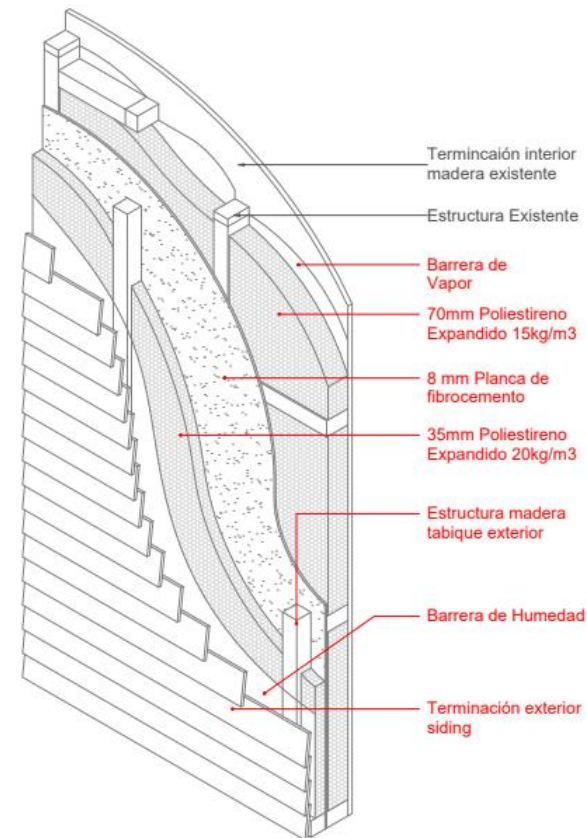 Termincaión interior
madera existente
Estructura Existente
Barrera de
Vapor
70mm Poliestireno
Expandido 15kg/m3
8 mm Planca de
fibrocemento
35mm Poliestireno
Expandido 20kg/m3
Estructura madera
tabique exterior
Barrera de Humedad
Terminación exterior
siding